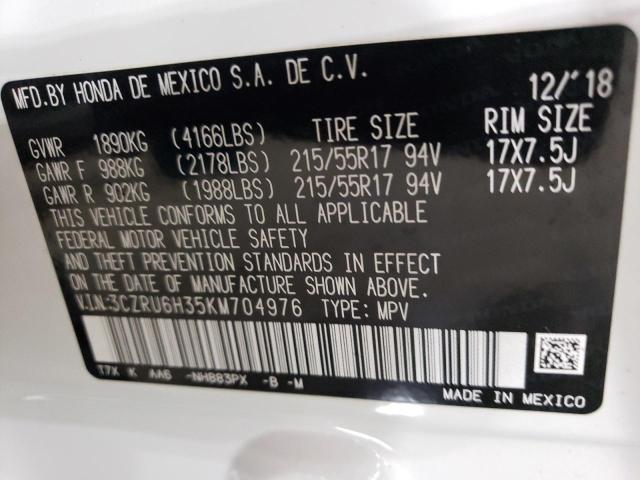 MFD.BY HONDA DE MEXICO S.A. DE C.V. 12/'18
GVWR 1890KG (4166LBS) TIRE SIZE RIM SIZE
GAWR F 988KG (2178LBS) 215/55R17 94V 17X7.5J
GAWR R 902KG (1988LBS) 215/55R17 94V 17X7.5J
THIS VEHICLE CONFORMS TO ALL APPLICABLE
FEDERAL MOTOR VEHICLE SAFETY
AND THEFT PREVENTION STANDARDS IN EFFECT
ON THE DATE OF MANUFACTURE SHOWN ABOVE.
V.I.N:3CZRU6H35KM704976 TYPE: MPV
T7X K AA6 -NH883PX -B -M
MADE IN MEXICO